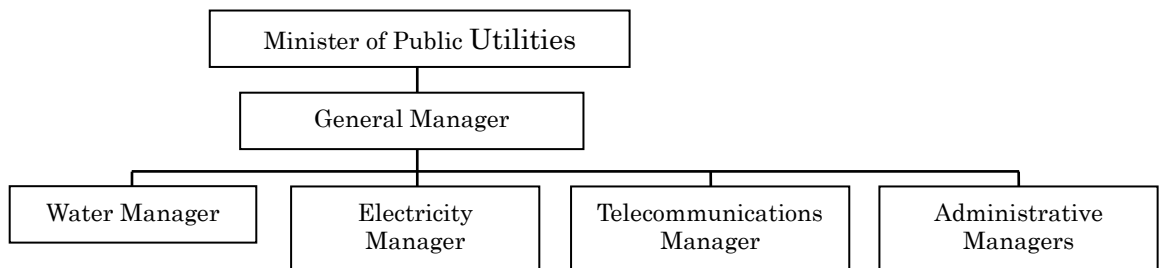 Minister of Public Utilities
General Manager
Water Manager
Electricity
Manager
Telecommunications
Manager
Administrative
Managers